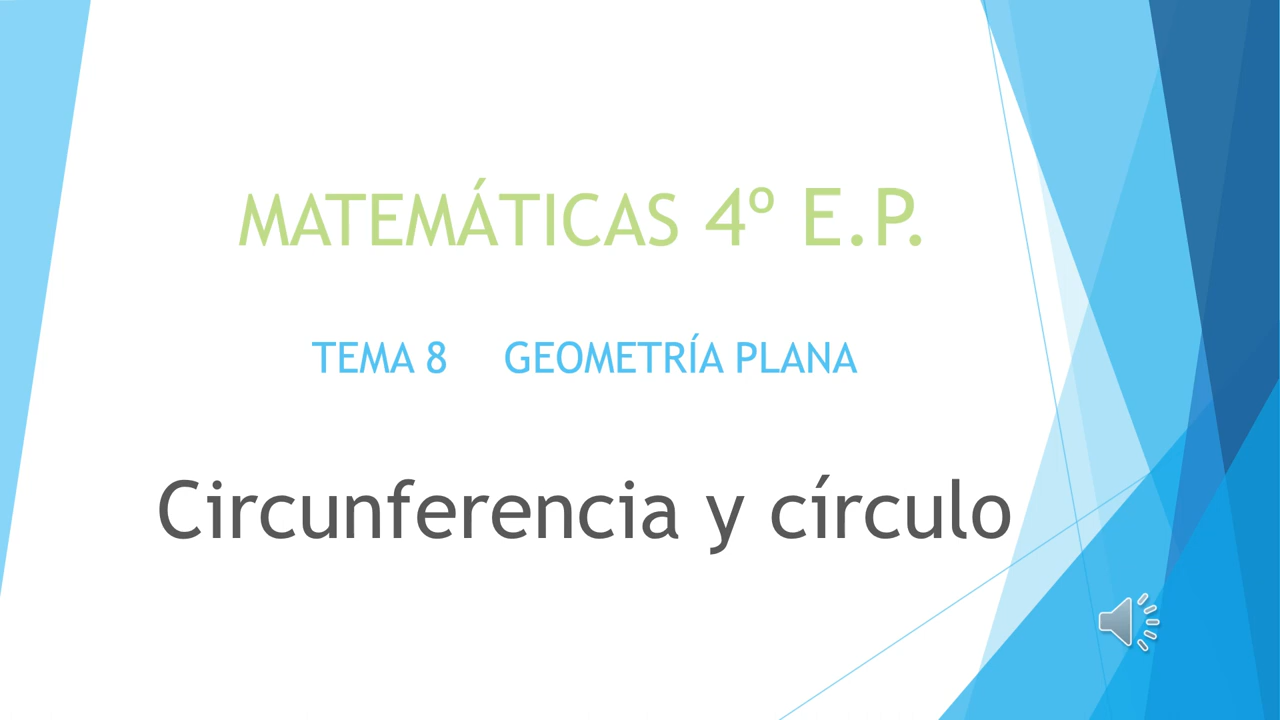 MATEMÁTICAS 4º E.P.
TEMA 8 GEOMETRÍA PLANA
Circunferencia y círculo